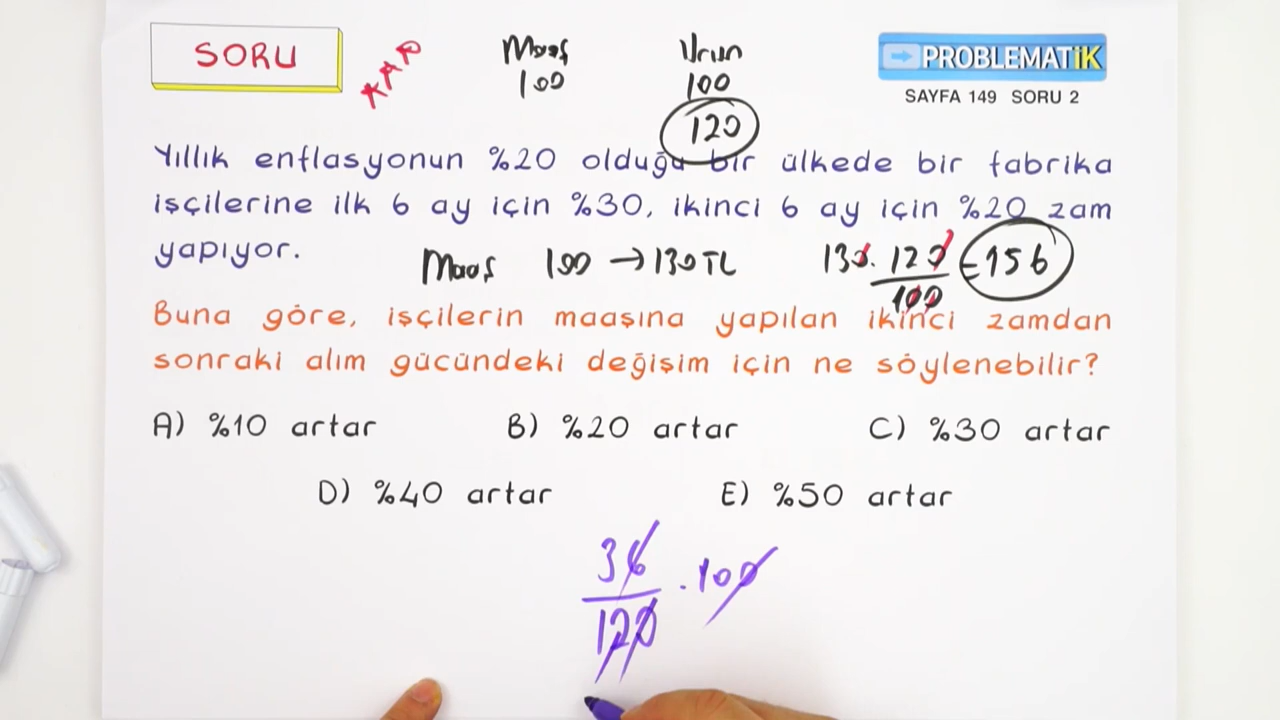 SORU
KAR
Maaş
100
Ürün
100
120
PROBLEMATİK
SAYFA 149 SORU 2
Yıllık enflasyonun %20 olduğu bir ülkede bir fabrika
işçilerine ilk 6 ay için %30, ikinci 6 ay için %20 zam
yapıyor.
Maaş 100 → 130 TL
130 . 120 / 100 = 156
Buna göre, işçilerin maaşına yapılan ikinci zamdan
sonraki alım gücündeki değişim için ne söylenebilir?
A) %10 artar B) %20 artar C) %30 artar
D) %40 artar E) %50 artar
36
120
. 100